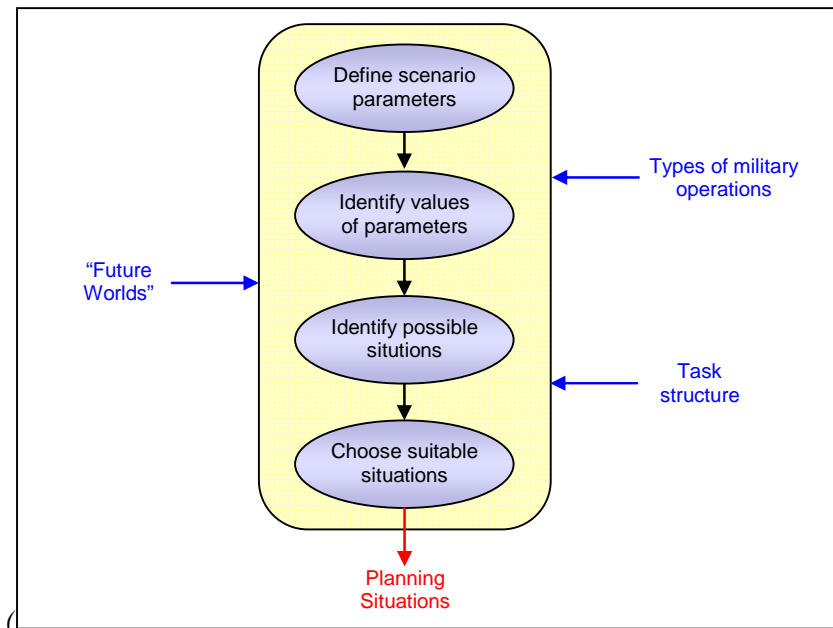 Define scenario
parameters
Types of military
operations
Identify values
of parameters
“Future
Worlds”
Identify possible
situtions
Task
structure
Choose suitable
situations
Planning
Situations
(